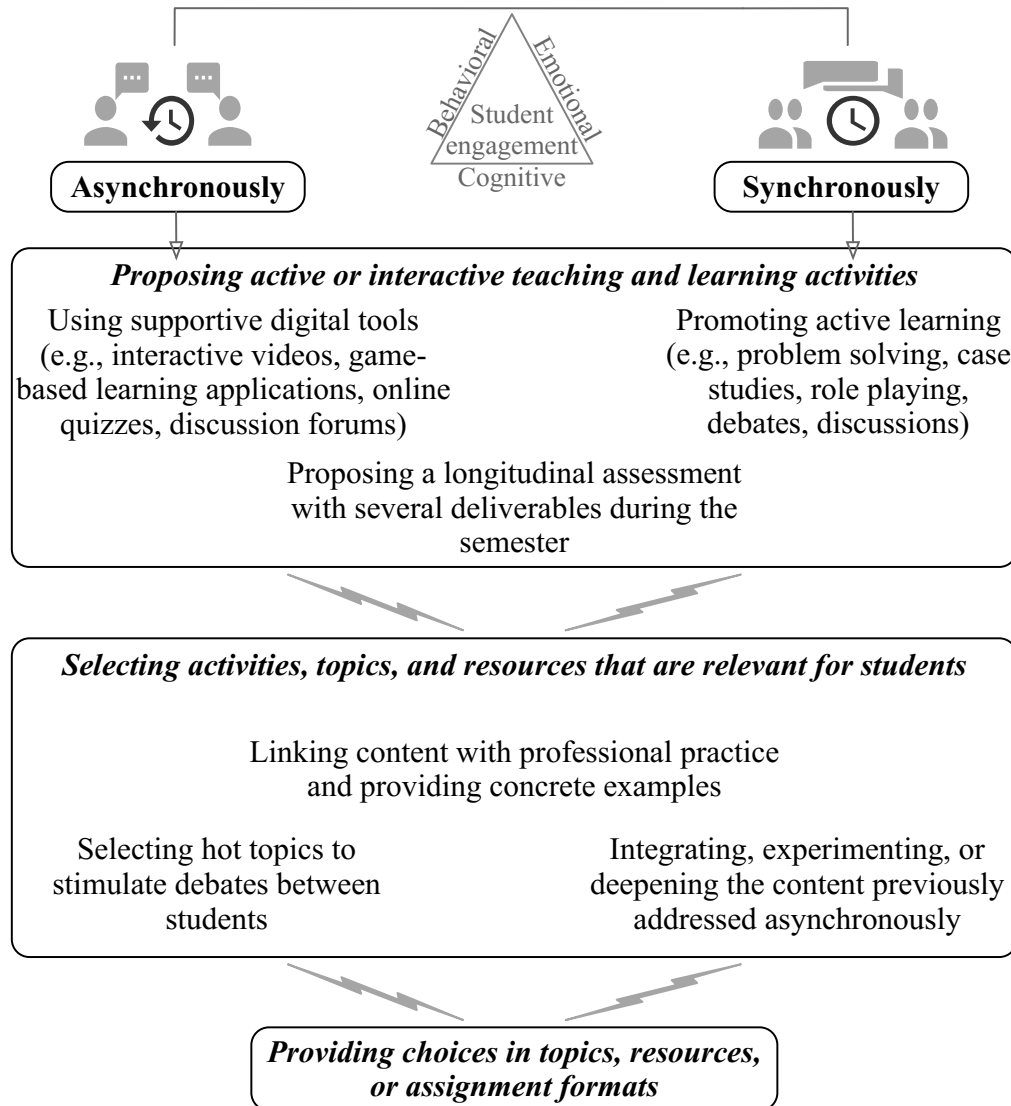 Behavioral
Emotional
Student
engagement
Cognitive
Asynchronously
Synchronously
Proposing active or interactive teaching and learning activities
Using supportive digital tools
(e.g., interactive videos, game-
based learning applications, online
quizzes, discussion forums)
Promoting active learning
(e.g., problem solving, case
studies, role playing,
debates, discussions)
Proposing a longitudinal assessment
with several deliverables during the
semester
Selecting activities, topics, and resources that are relevant for students
Linking content with professional practice
and providing concrete examples
Selecting hot topics to
stimulate debates between
students
Integrating, experimenting, or
deepening the content previously
addressed asynchronously
Providing choices in topics, resources,
or assignment formats